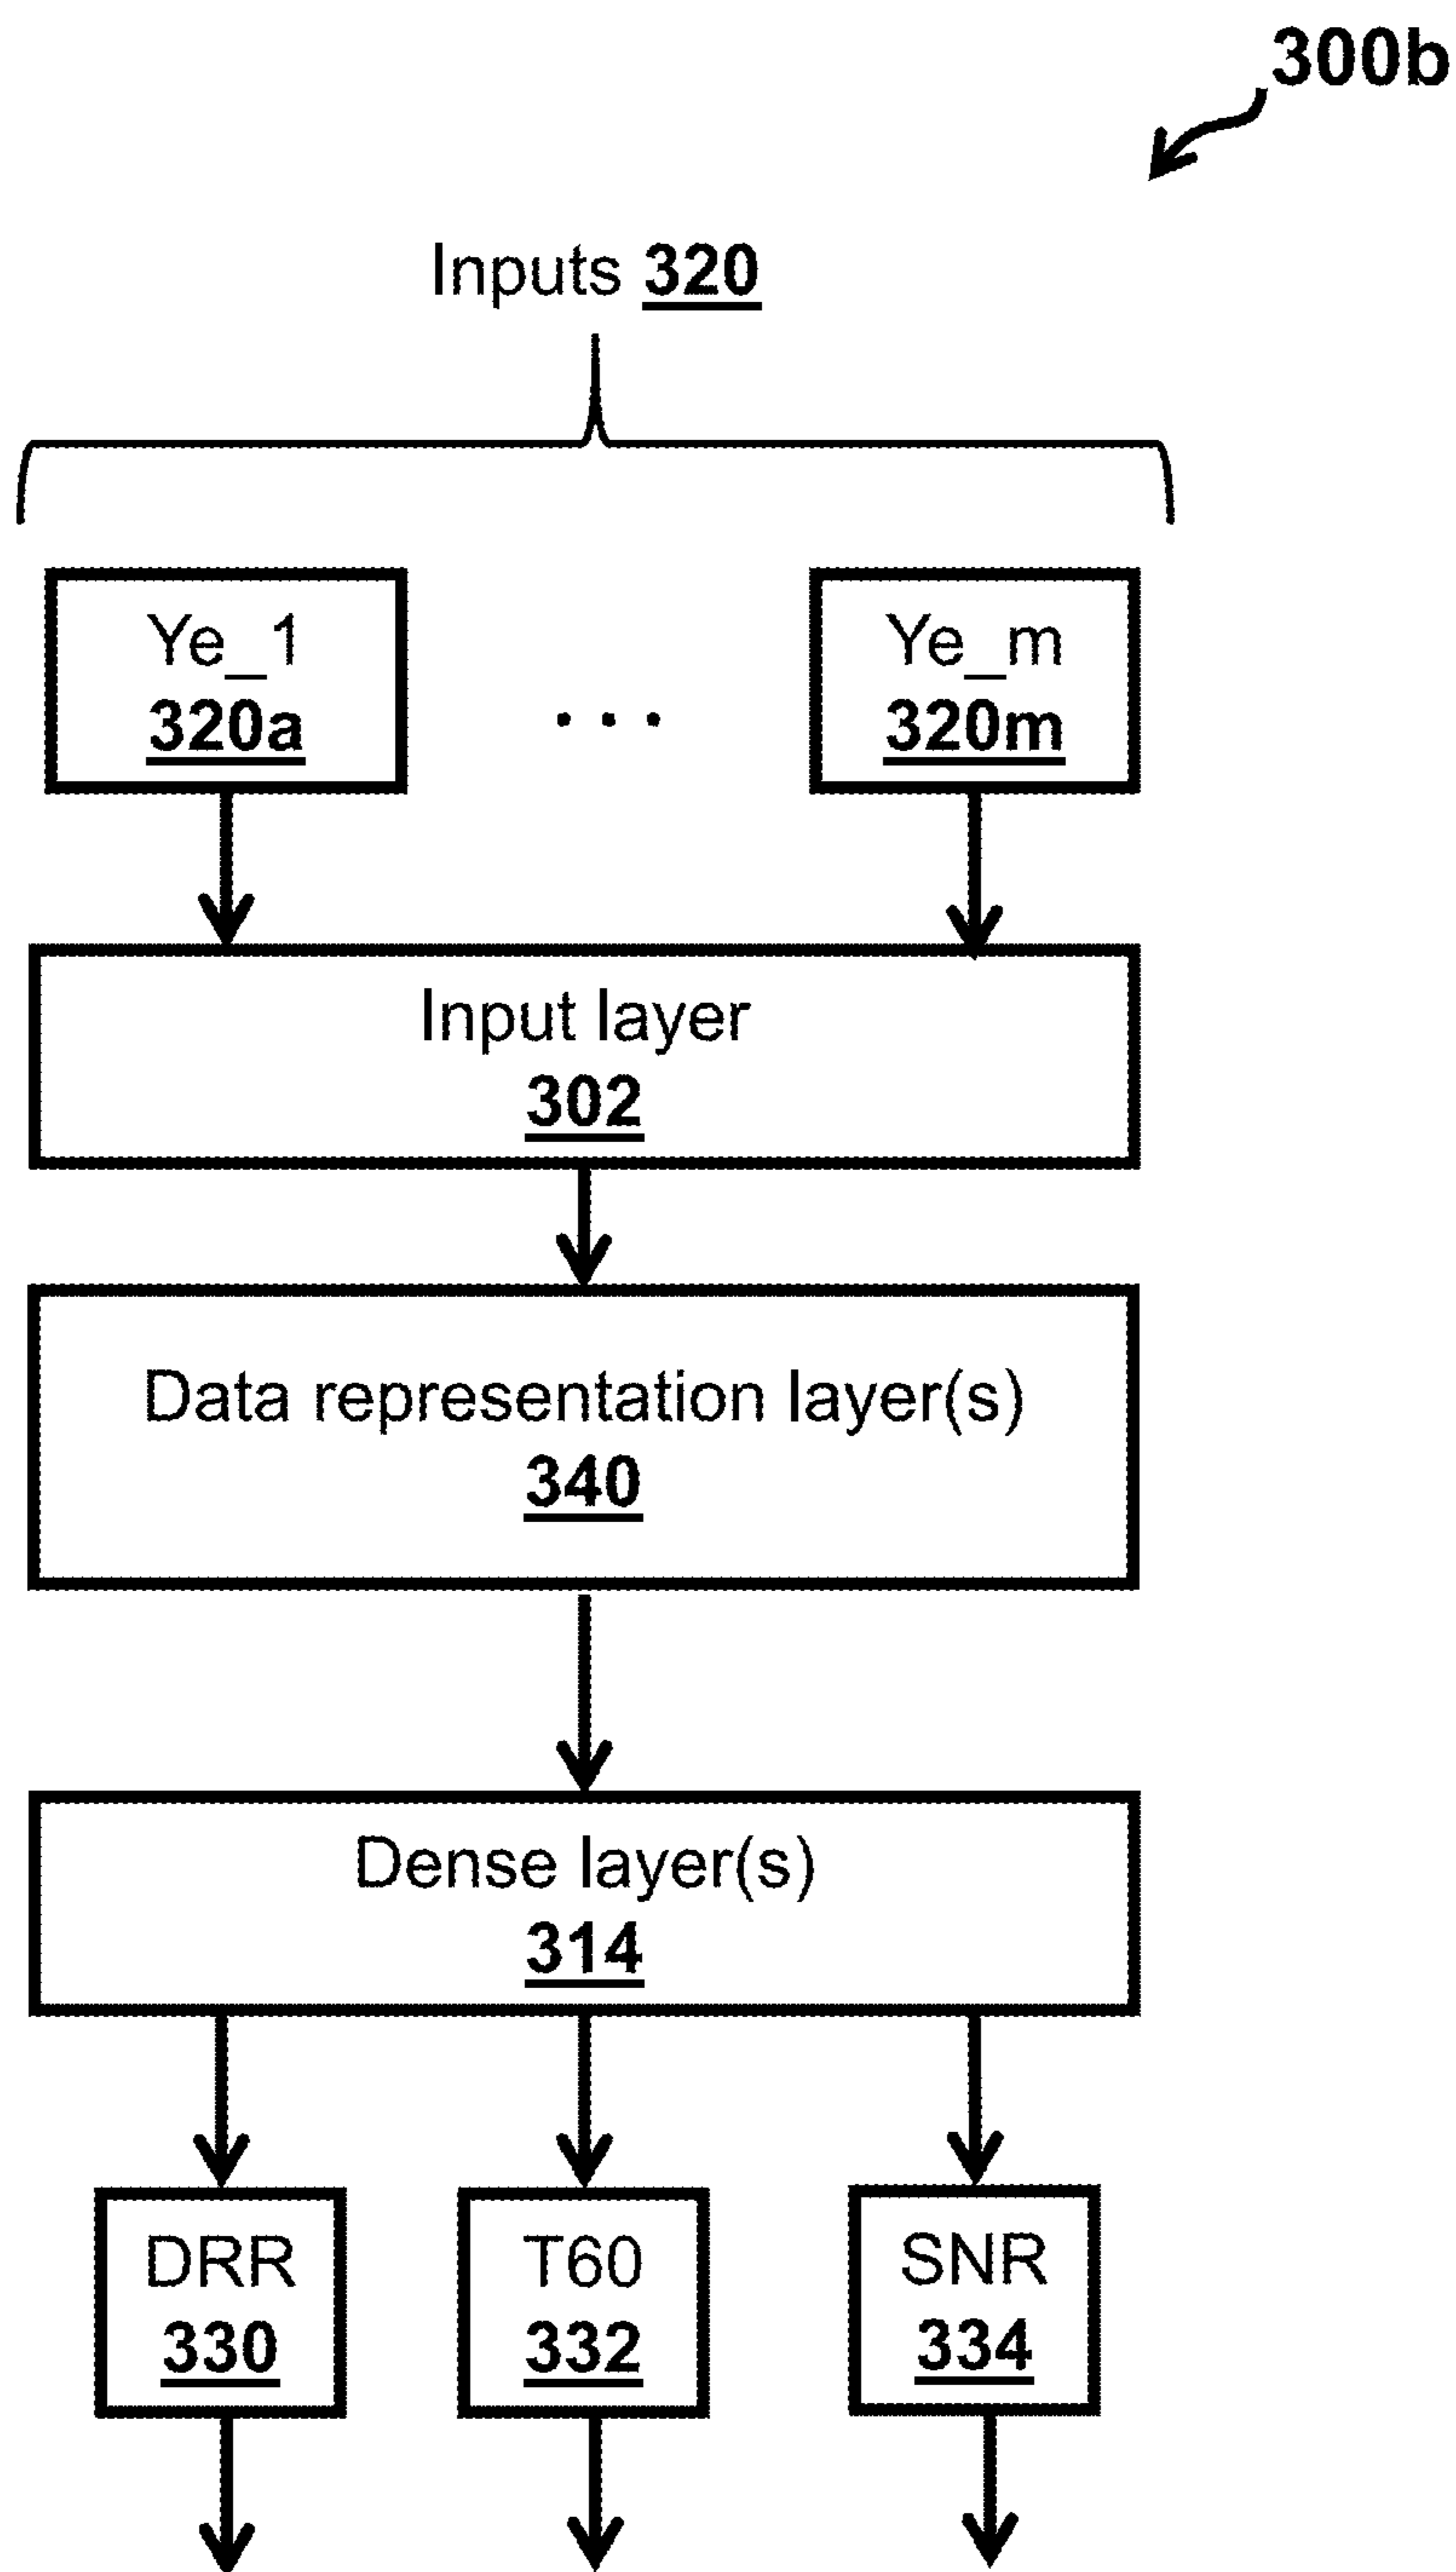 300b
Inputs 320
Ye_1
320a
. . .
Ye_m
320m
Input layer
302
Data representation layer(s)
340
Dense layer(s)
314
DRR
330
T60
332
SNR
334